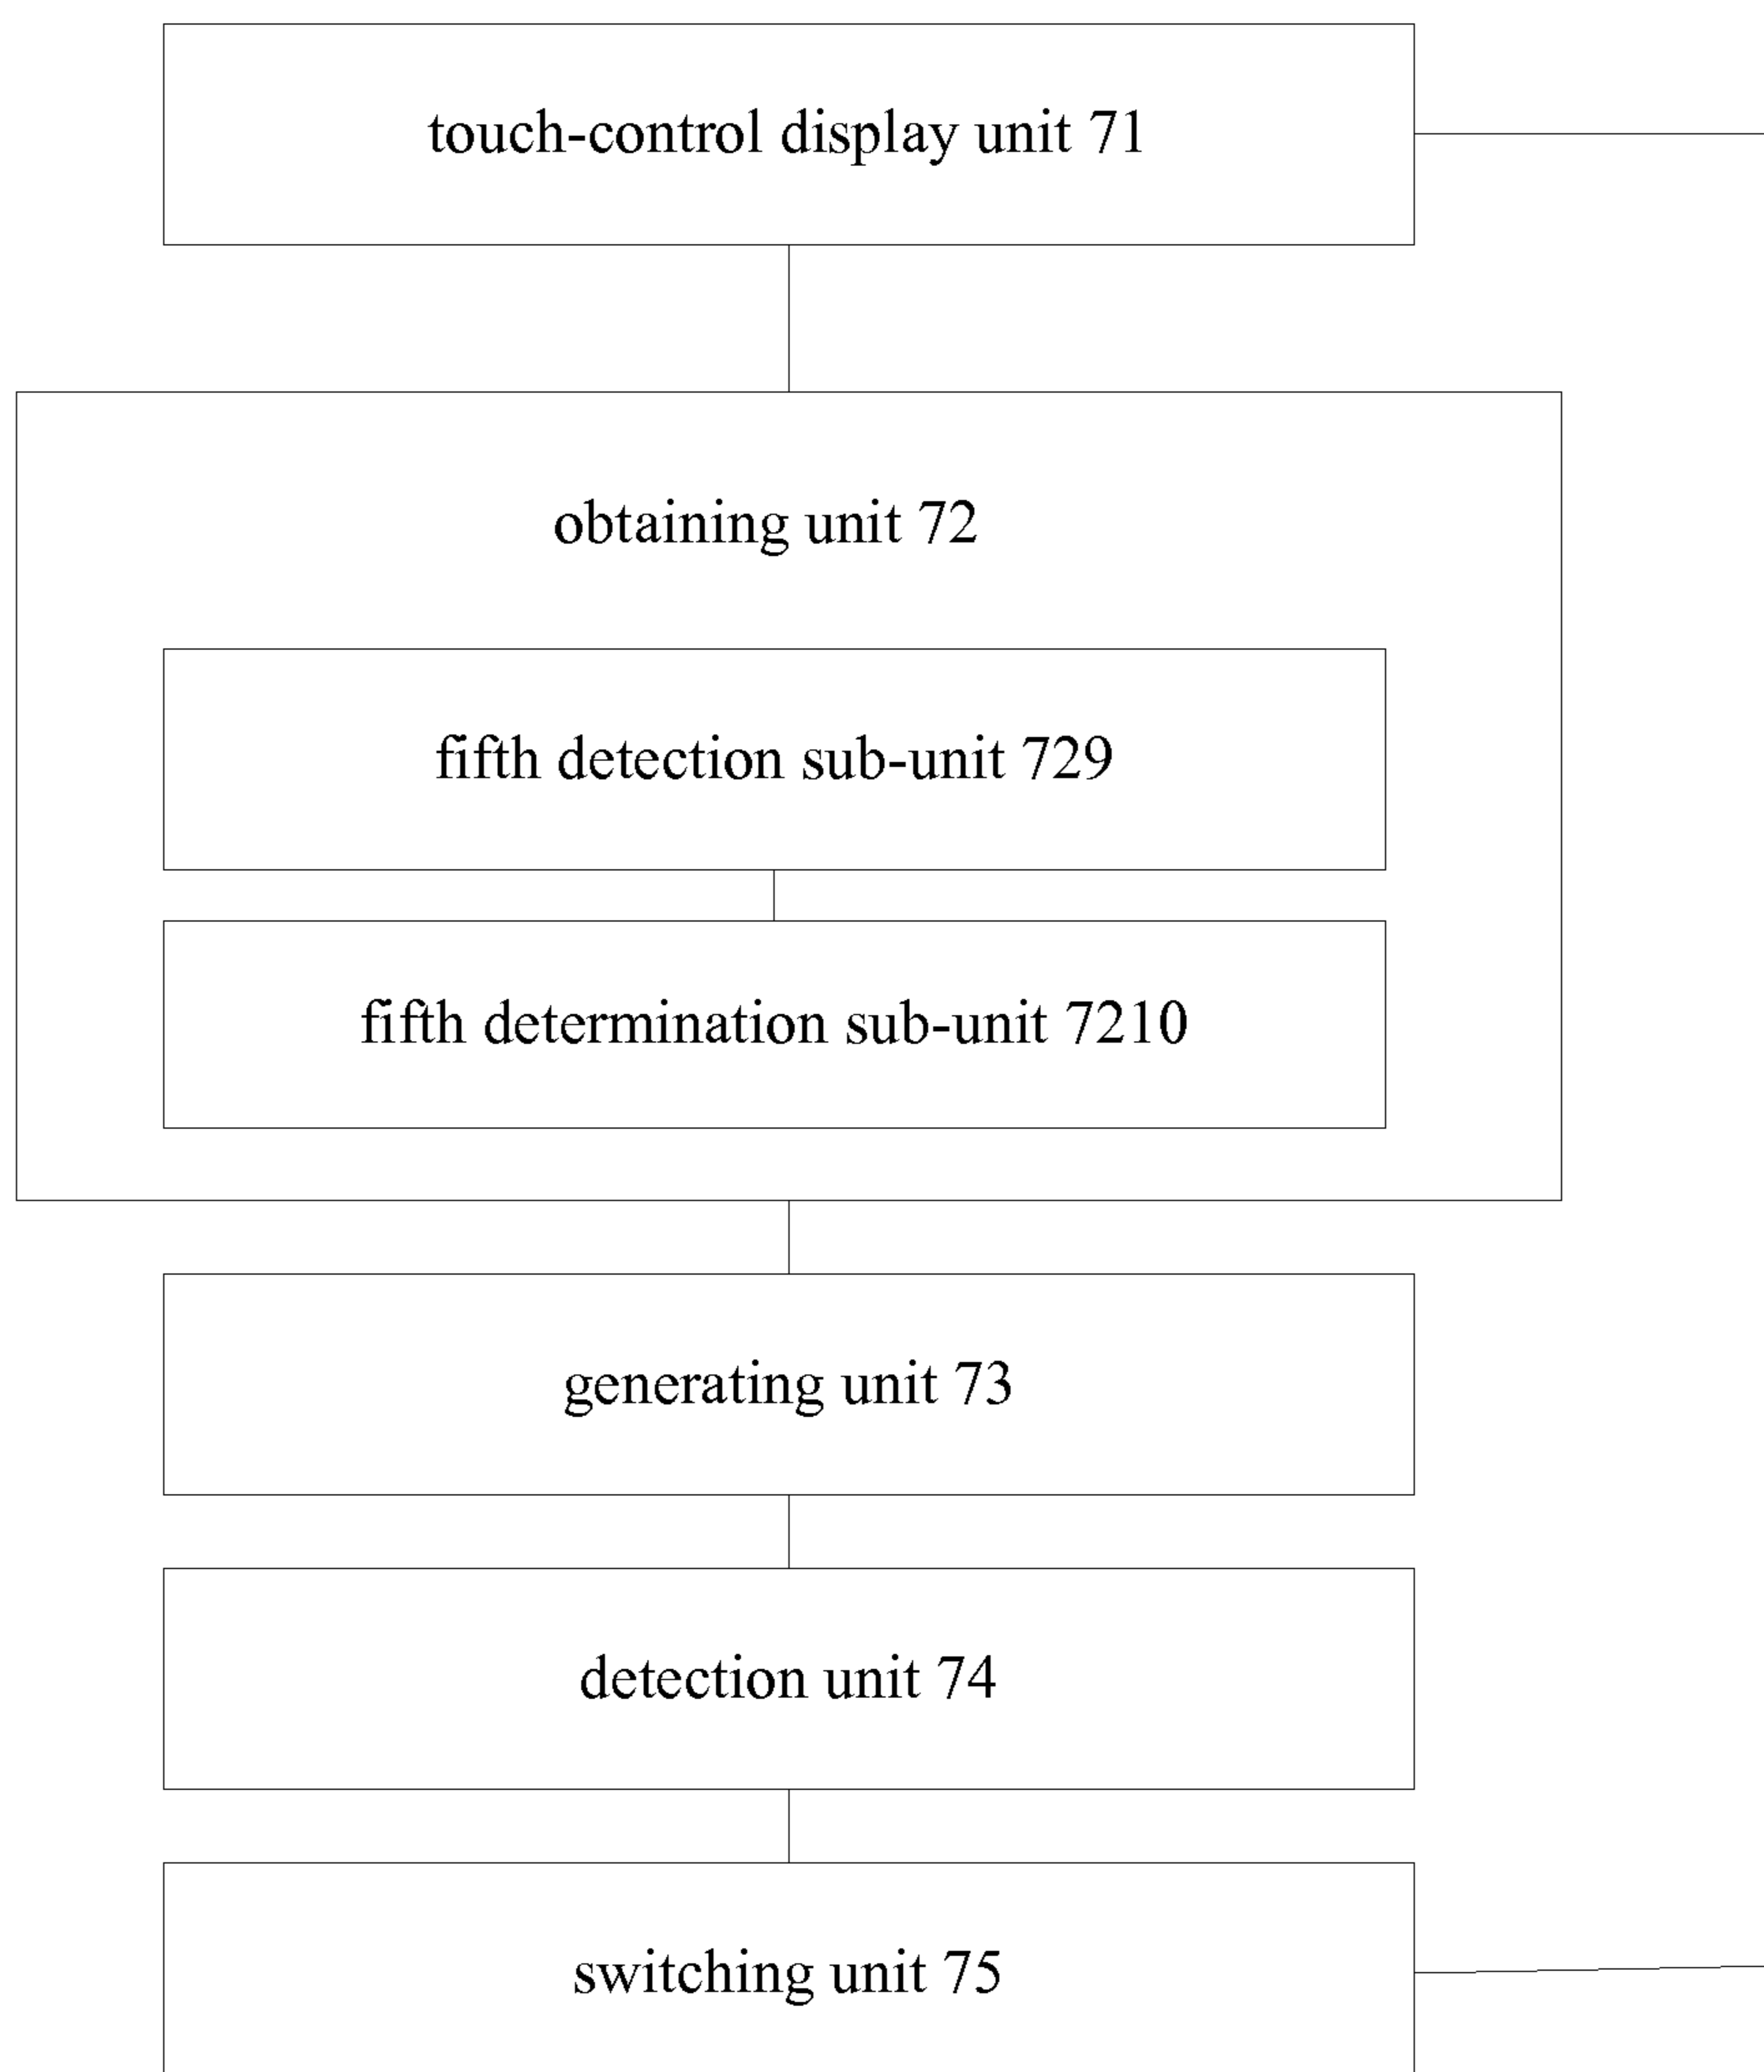 touch-control display unit 71
obtaining unit 72
fifth detection sub-unit 729
fifth determination sub-unit 7210
generating unit 73
detection unit 74
switching unit 75